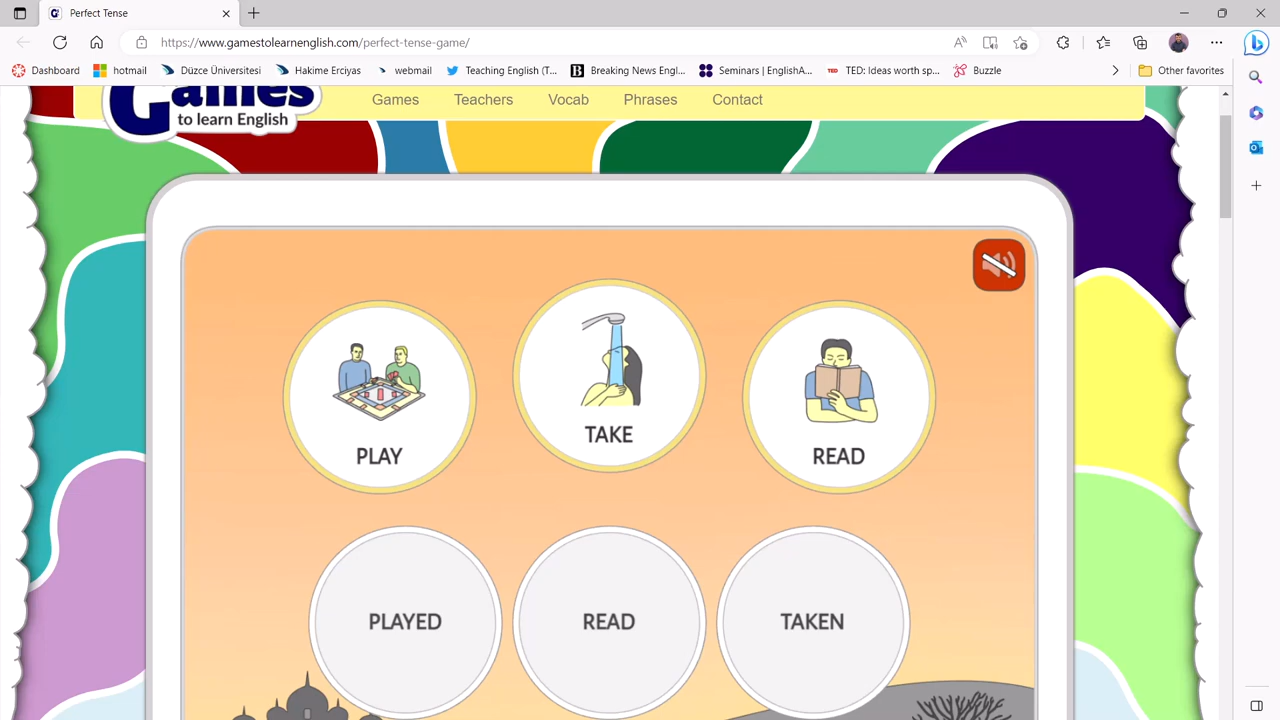 Perfect Tense
https://www.gamestolearnenglish.com/perfect-tense-game/
Dashboard hotmail Düzce Üniversitesi Hakime Erciyas webmail Teaching English (T... Breaking News Engl... Seminars | EnglishA... TED: Ideas worth sp... Buzzle Other favorites
Games
to learn English
Games Teachers Vocab Phrases Contact
PLAY
TAKE
READ
PLAYED
READ
TAKEN